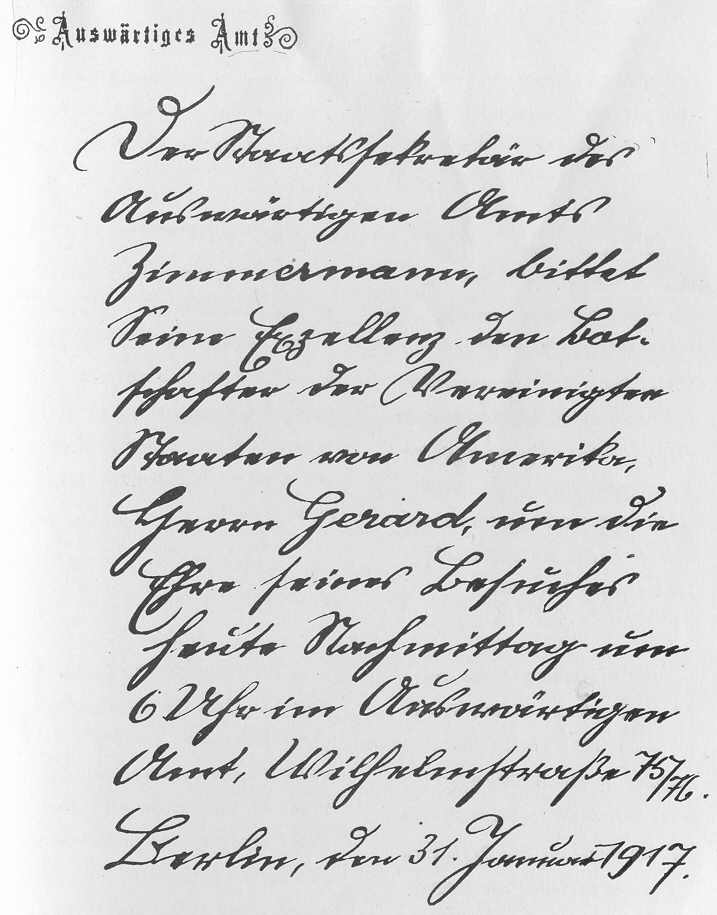 Auswärtiges Amt
Der Staatssekretär des
Auswärtigen Amts
Zimmermann, bittet
Seine Exzellenz den Bot-
schafter der Vereinigten
Staaten von Amerika,
Herrn Gerard, um die
Ehre seines Besuches
heute Nachmittag um
6 Uhr im Auswärtigen
Amt, Wilhelmstraße 75/76.
Berlin, den 31. Januar 1917.